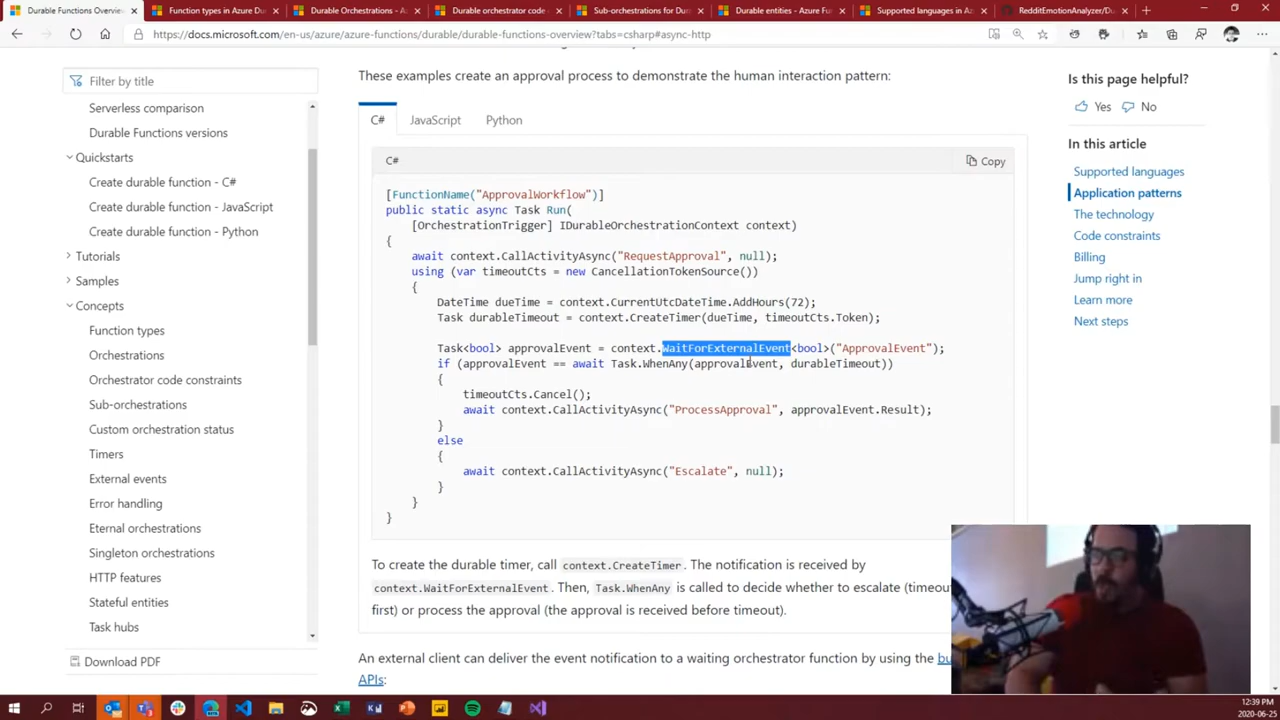 Durable Functions Overview
Function types in Azure Du
Durable Orchestrations - A
Durable orchestrator code
Sub-orchestrations for Dur
Durable entities - Azure Fu
Supported languages in Az
RedditEmotionAnalyzer/Du
https://docs.microsoft.com/en-us/azure/azure-functions/durable/durable-functions-overview?tabs=csharp#async-http
Filter by title
Serverless comparison
Durable Functions versions
Quickstarts
Create durable function - C#
Create durable function - JavaScript
Create durable function - Python
Tutorials
Samples
Concepts
Function types
Orchestrations
Orchestrator code constraints
Sub-orchestrations
Custom orchestration status
Timers
External events
Error handling
Eternal orchestrations
Singleton orchestrations
HTTP features
Stateful entities
Task hubs
Download PDF
These examples create an approval process to demonstrate the human interaction pattern:
C# JavaScript Python
C# Copy
[FunctionName("ApprovalWorkflow")]
public static async Task Run(
[OrchestrationTrigger] IDurableOrchestrationContext context)
{
await context.CallActivityAsync("RequestApproval", null);
using (var timeoutCts = new CancellationTokenSource())
{
DateTime dueTime = context.CurrentUtcDateTime.AddHours(72);
Task durableTimeout = context.CreateTimer(dueTime, timeoutCts.Token);
Task<bool> approvalEvent = context.WaitForExternalEvent<bool>("ApprovalEvent");
if (approvalEvent == await Task.WhenAny(approvalEvent, durableTimeout))
{
timeoutCts.Cancel();
await context.CallActivityAsync("ProcessApproval", approvalEvent.Result);
}
else
{
await context.CallActivityAsync("Escalate", null);
}
}
}
To create the durable timer, call context.CreateTimer. The notification is received by
context.WaitForExternalEvent. Then, Task.WhenAny is called to decide whether to escalate (timeout
first) or process the approval (the approval is received before timeout).
An external client can deliver the event notification to a waiting orchestrator function by using the bu
APIs:
Is this page helpful?
Yes No
In this article
Supported languages
Application patterns
The technology
Code constraints
Billing
Jump right in
Learn more
Next steps
12:39 PM
2020-06-25